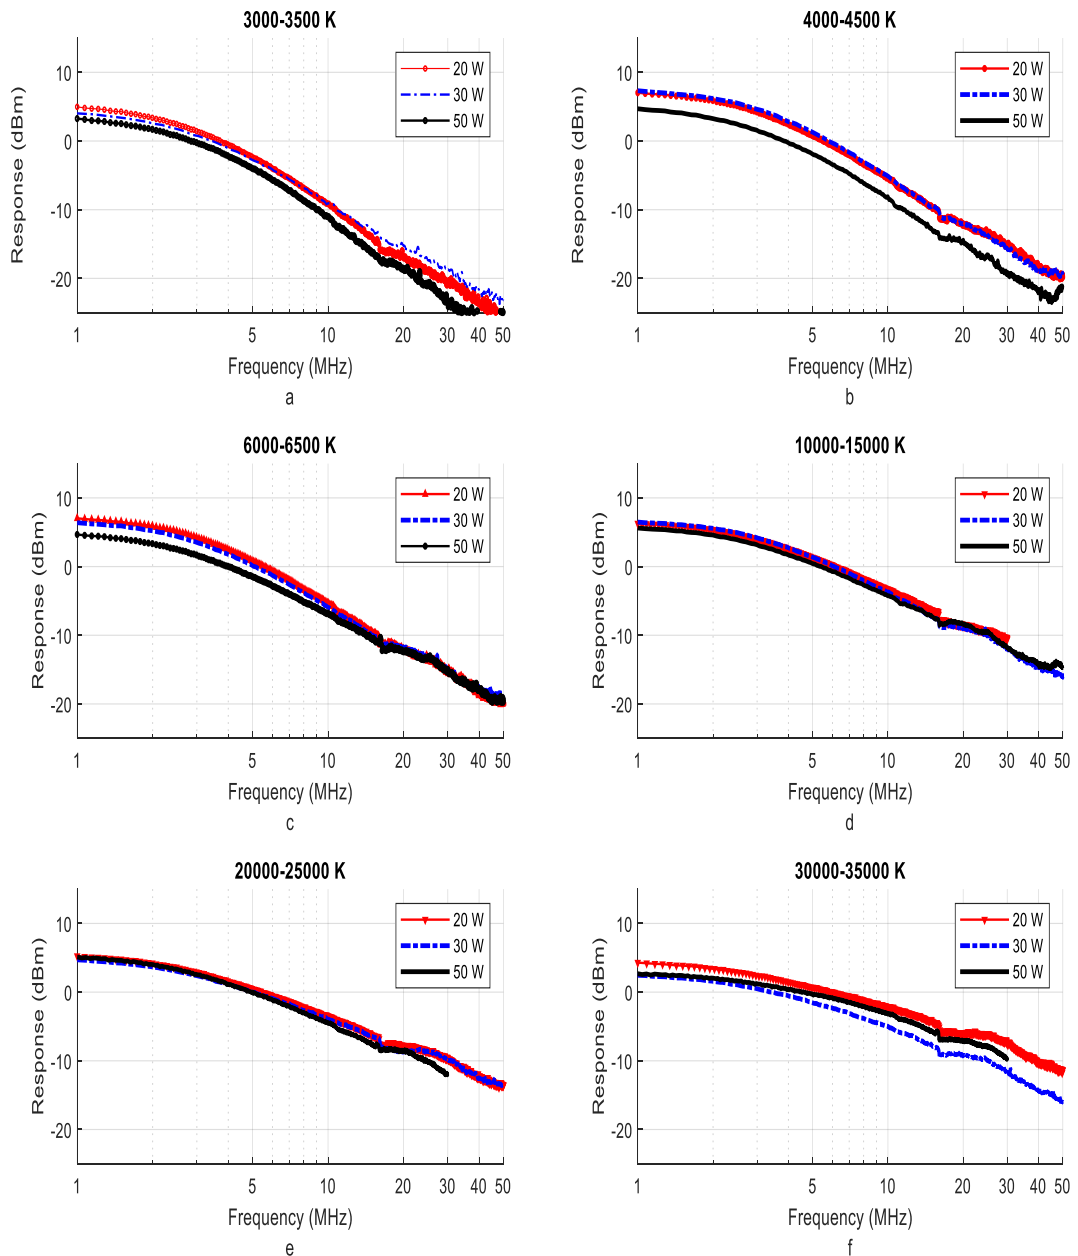 3000-3500 K
Response (dBm)
10
0
-10
-20
20 W
30 W
50 W
1 5 10 20 30 40 50
Frequency (MHz)
a
4000-4500 K
Response (dBm)
10
0
-10
-20
20 W
30 W
50 W
1 5 10 20 30 40 50
Frequency (MHz)
b
6000-6500 K
Response (dBm)
10
0
-10
-20
20 W
30 W
50 W
1 5 10 20 30 40 50
Frequency (MHz)
c
10000-15000 K
Response (dBm)
10
0
-10
-20
20 W
30 W
50 W
1 5 10 20 30 40 50
Frequency (MHz)
d
20000-25000 K
Response (dBm)
10
0
-10
-20
20 W
30 W
50 W
1 5 10 20 30 40 50
Frequency (MHz)
e
30000-35000 K
Response (dBm)
10
0
-10
-20
20 W
30 W
50 W
1 5 10 20 30 40 50
Frequency (MHz)
f